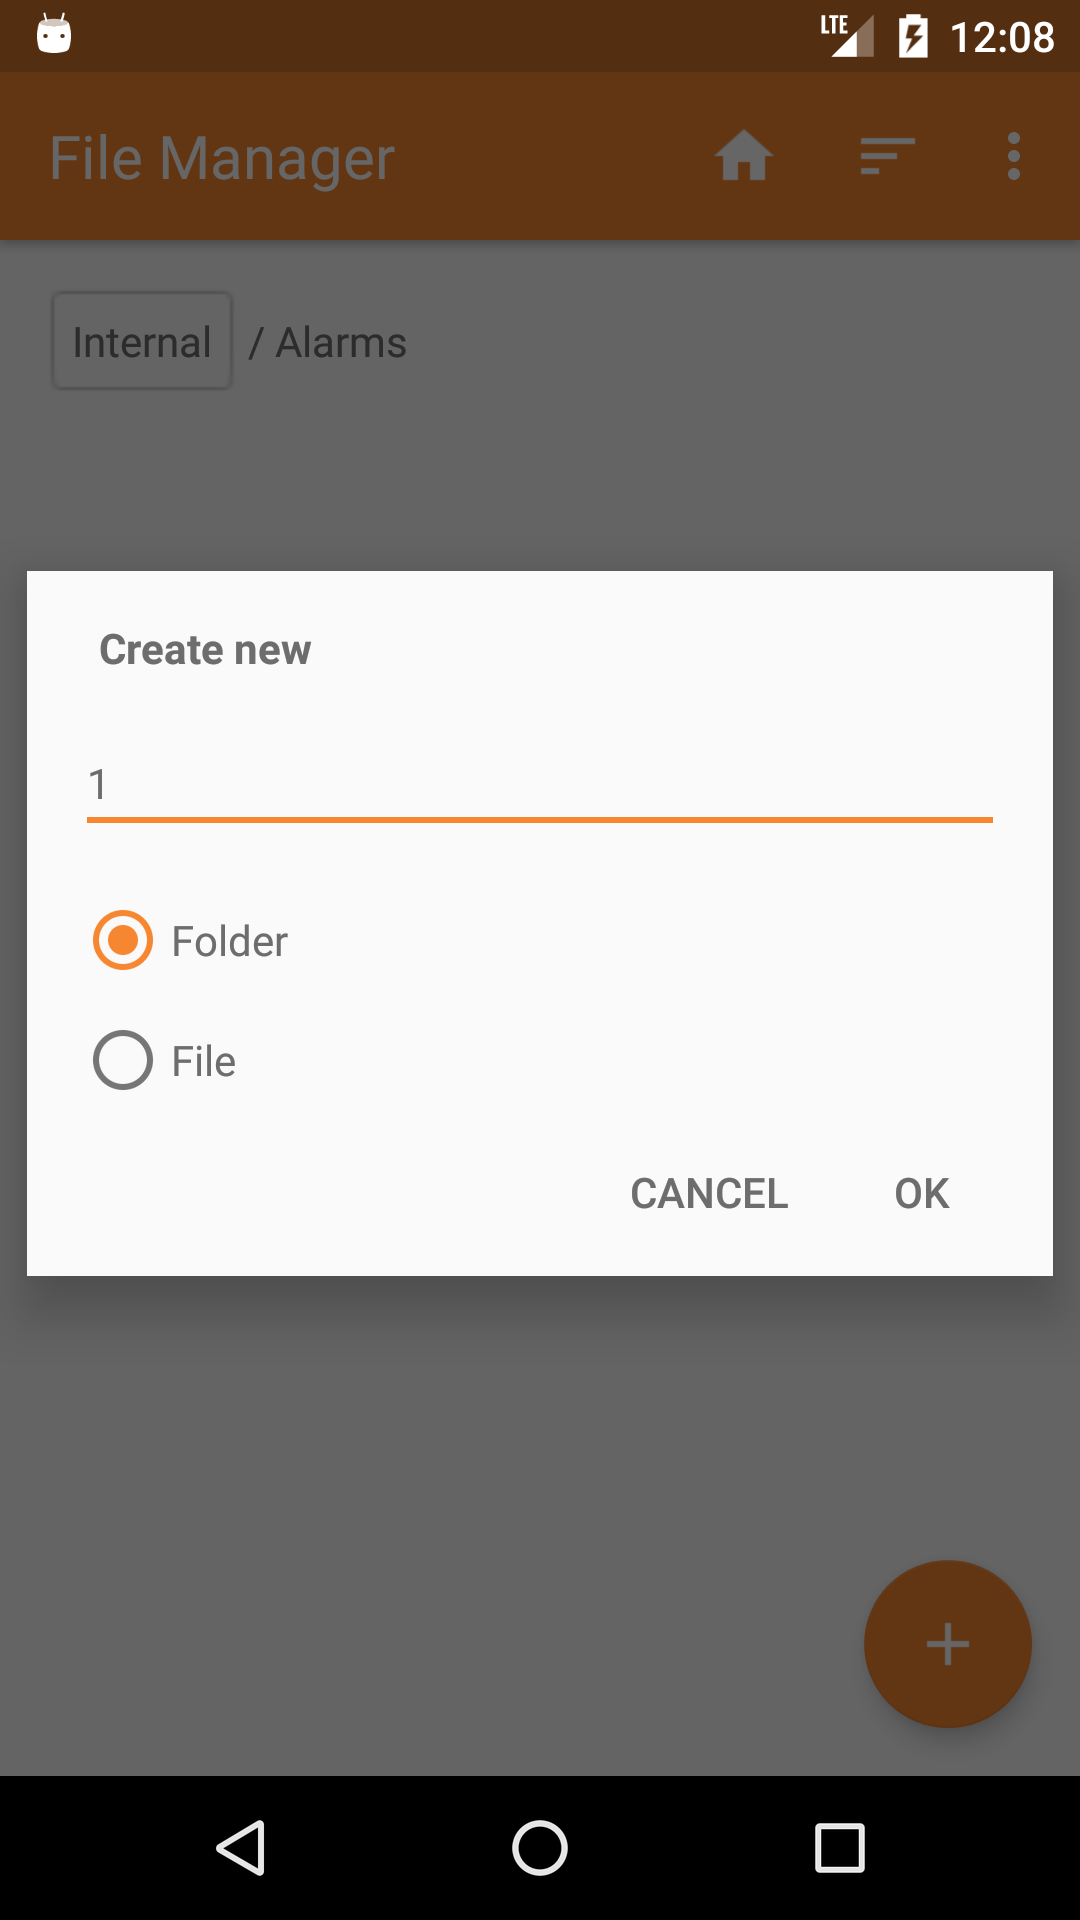 LTE 12:08
File Manager
Internal / Alarms
Create new
1
Folder
File
CANCEL OK